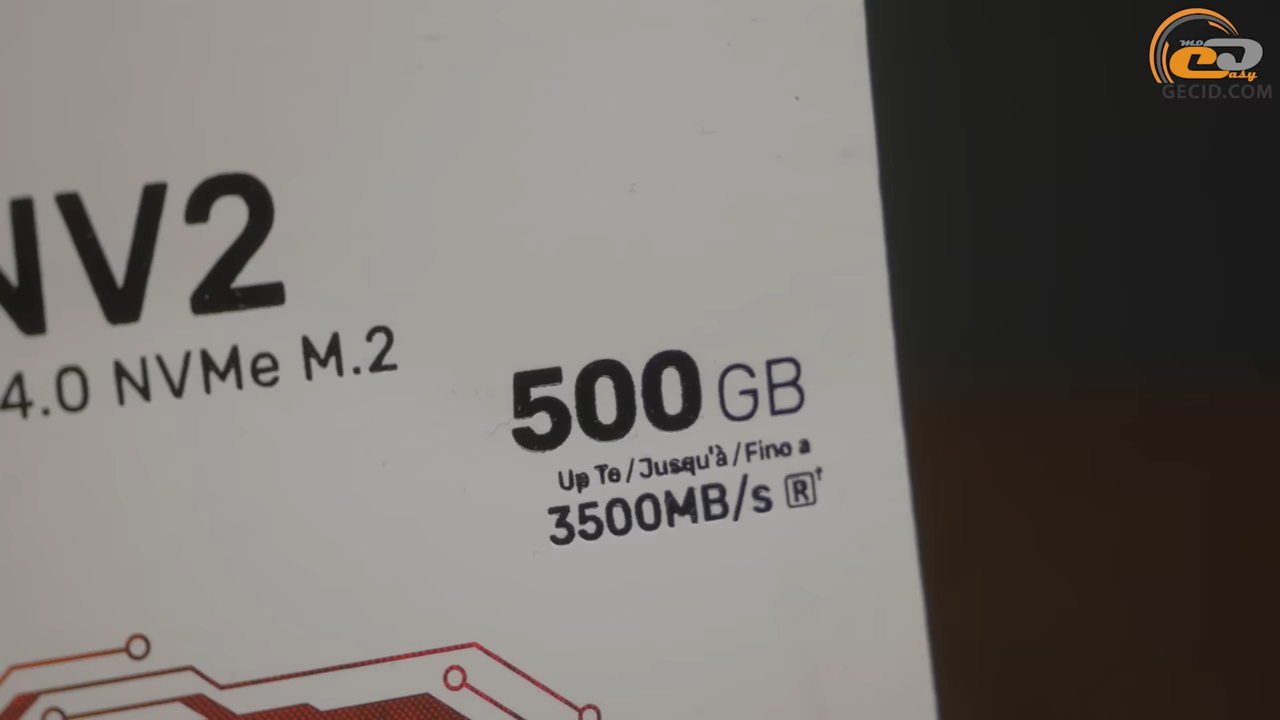 NV2
4.0 NVMe M.2
500 GB
Up To / Jusqu'à / Fino a
3500MB/s R†
GECID.COM